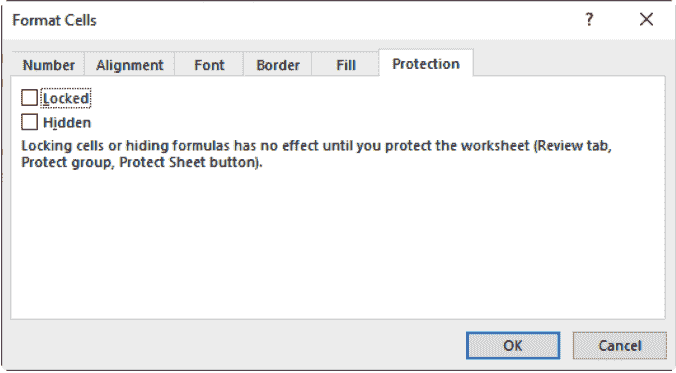 Format Cells ?
Number Alignment Font Border Fill Protection
Locked
Hidden
Locking cells or hiding formulas has no effect until you protect the worksheet (Review tab,
Protect group, Protect Sheet button).
OK Cancel